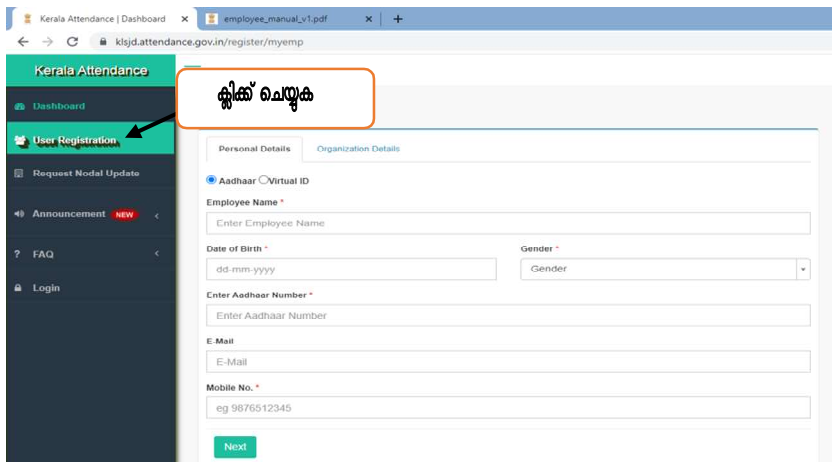 Kerala Attendance | Dashboard
employee_manual_v1.pdf
klsjd.attendance.gov.in/register/myemp
Kerala Attendance
ക്ലിക്ക് ചെയ്യുക
Dashboard
User Registration
Request Nodal Update
Announcement NEW
? FAQ
Login
Personal Details Organization Details
Aadhaar Virtual ID
Employee Name *
Enter Employee Name
Date of Birth * Gender *
dd-mm-yyyy Gender
Enter Aadhaar Number *
Enter Aadhaar Number
E-Mail
E-Mail
Mobile No. *
eg 9876512345
Next